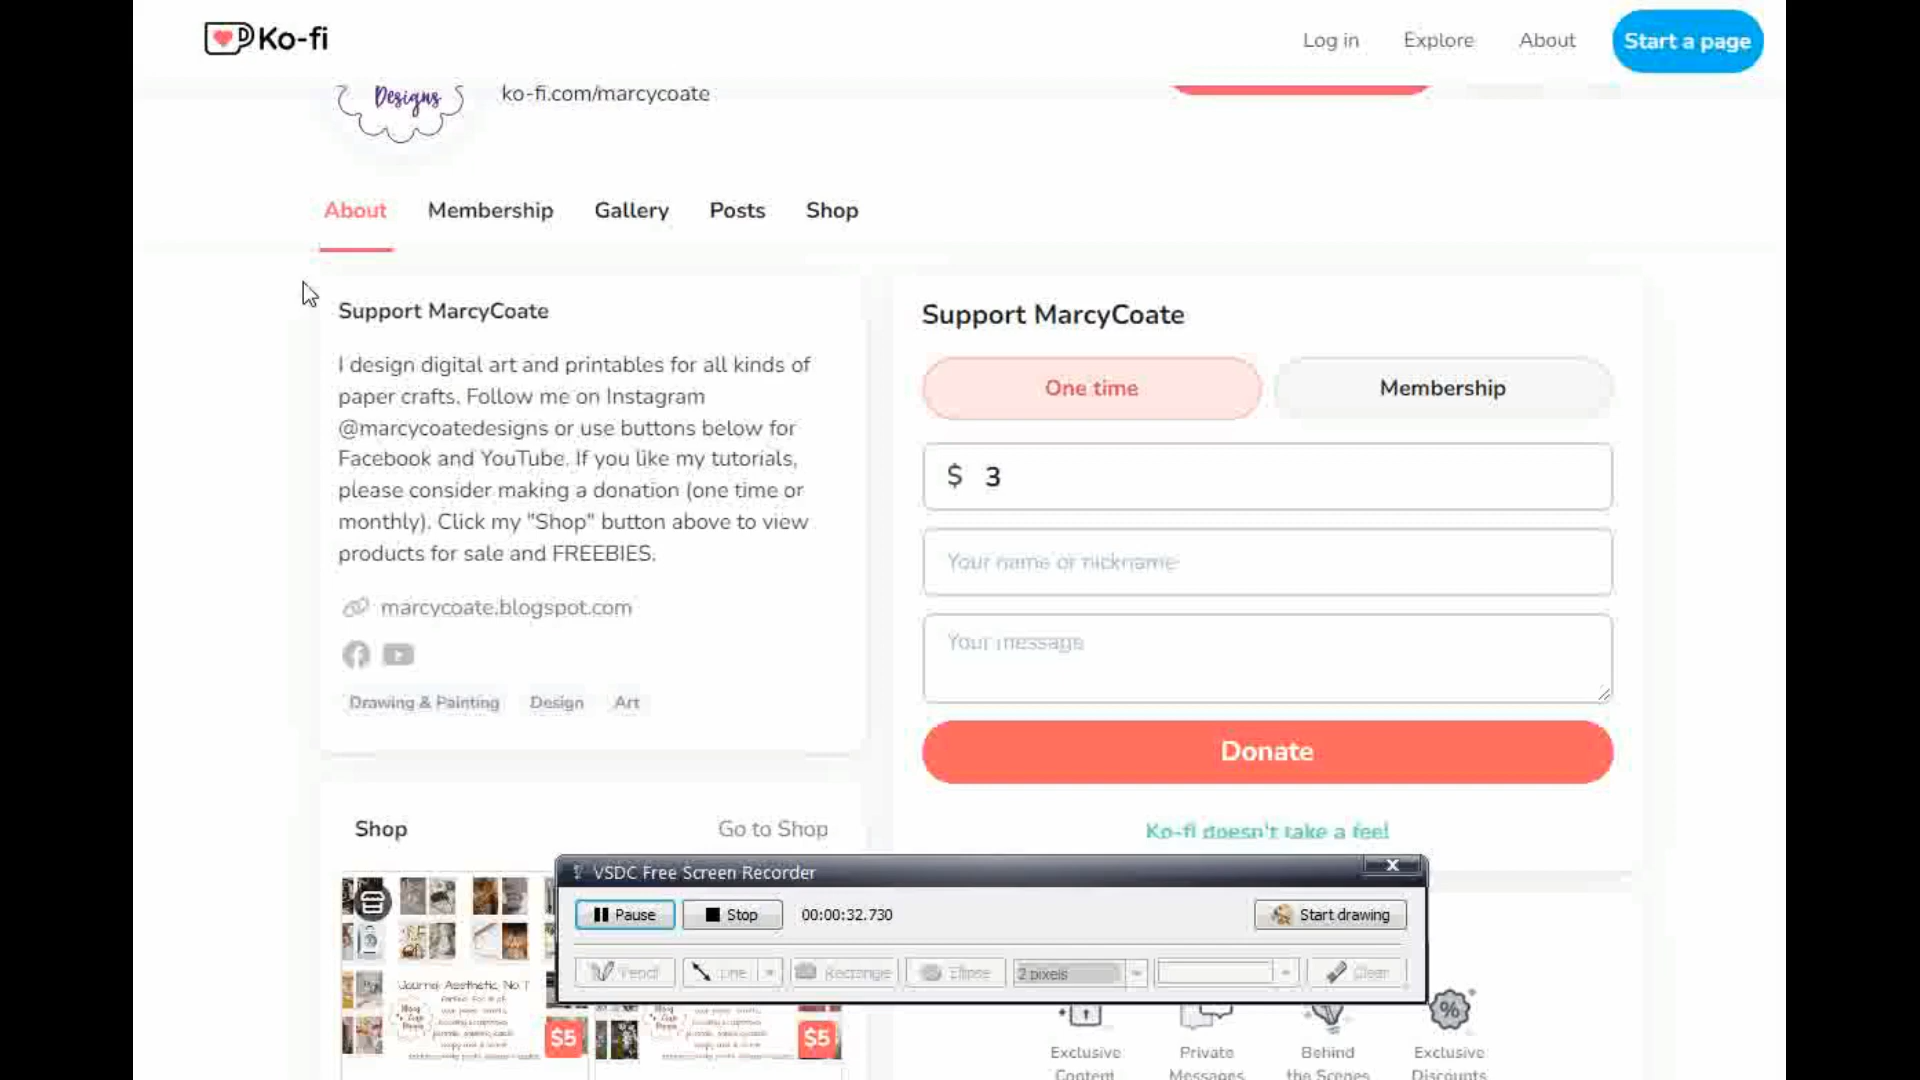 Ko-fi
Log in
Explore
About
Start a page
Designs
ko-fi.com/marcycoate
About
Membership
Gallery
Posts
Shop
Support MarcyCoate
I design digital art and printables for all kinds of
paper crafts. Follow me on Instagram
@marcycoatedesigns or use buttons below for
Facebook and YouTube. If you like my tutorials,
please consider making a donation (one time or
monthly). Click my "Shop" button above to view
products for sale and FREEBIES.
marcycoate.blogspot.com
Drawing & Painting
Design
Art
Support MarcyCoate
One time
Membership
$ 3
Your name or nickname
Your message
Donate
Ko-fi doesn't take a fee!
Shop
Go to Shop
VSDC Free Screen Recorder
Pause
Stop
00:00:32.730
Start drawing
Pencil
Line
Rectangle
Ellipse
2 pixels
Clear
Journal Aesthetic No 1
$5
$5
Exclusive
Content
Private
Messages
Behind
the Scenes
Exclusive
Discounts